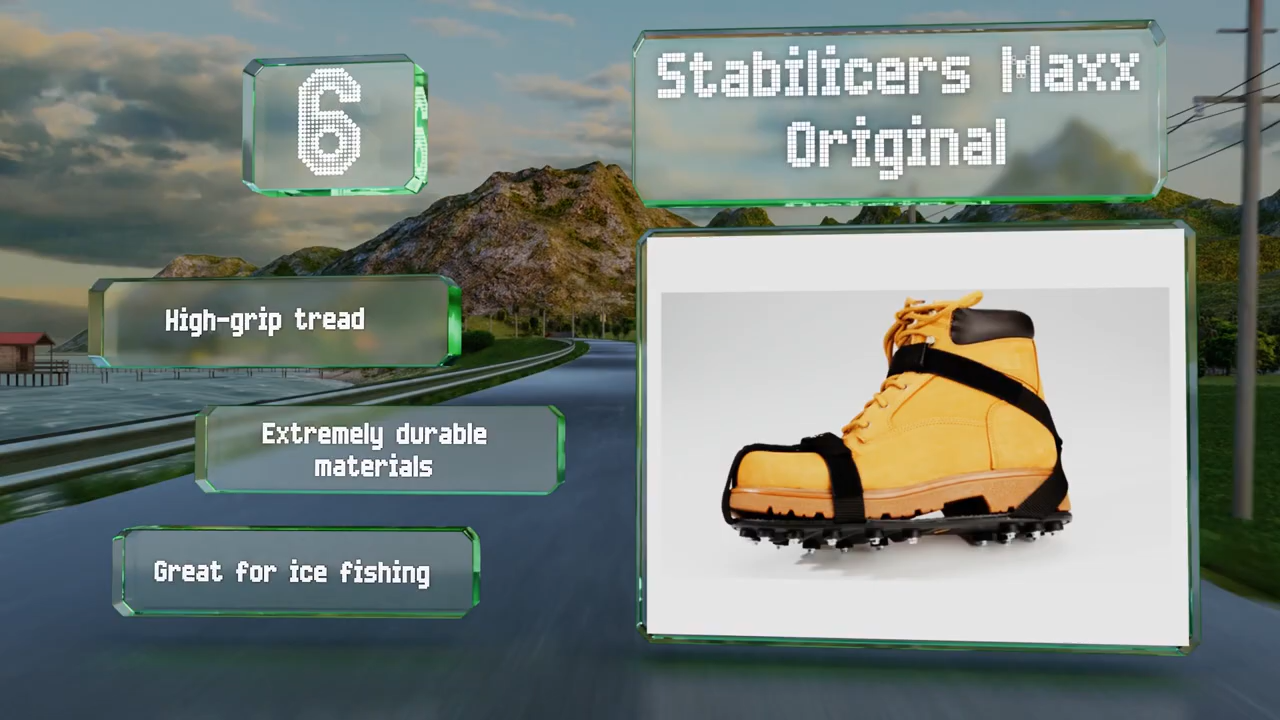 6
Stabilicers Maxx
Original
High-grip tread
Extremely durable
materials
Great for ice fishing